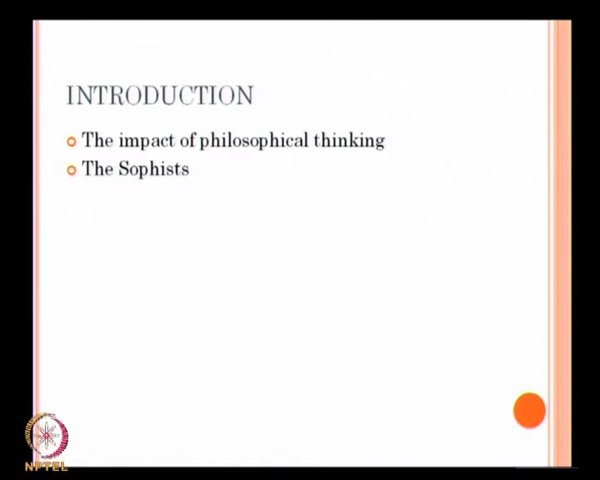 INTRODUCTION
The impact of philosophical thinking
The Sophists
NPTEL